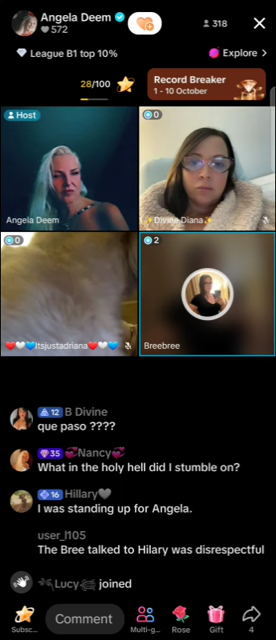 Angela Deem
572
318
League B1 top 10%
Explore >
28/100
Record Breaker
1 - 10 October
Host
0
Angela Deem
✨Divine Diana✨
0
2
❤️🤍💙Itsjustadriana❤️🤍💙
Breebree
12 B Divine
que paso ????
35 💞Nancy💞
What in the holy hell did I stumble on?
16 Hillary🖤
I was standing up for Angela.
user_l105
The Bree talked to Hilary was disrespectful
Lucy joined
Subsc...
Comment
Multi-g...
Rose
Gift
4